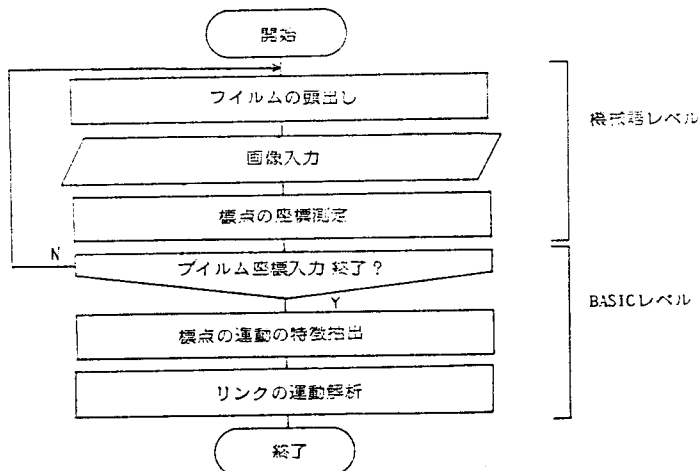 開始
フイルムの頭出し
画像入力
標点の座標測定
機械語レベル
N
フイルム座標入力 終了？
Y
BASICレベル
標点の運動の特徴抽出
リンクの運動解析
終了